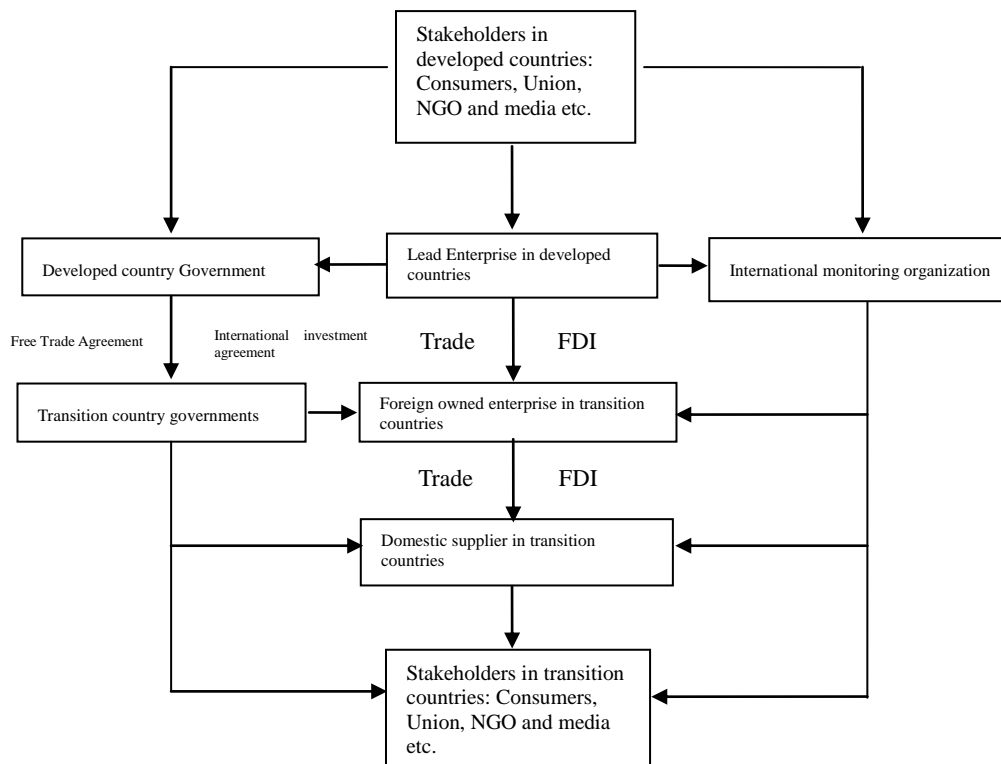 Stakeholders in
developed countries:
Consumers, Union,
NGO and media etc.
Developed country Government
Lead Enterprise in developed
countries
International monitoring organization
Free Trade Agreement
International investment
agreement
Trade
FDI
Transition country governments
Foreign owned enterprise in transition
countries
Trade
FDI
Domestic supplier in transition
countries
Stakeholders in transition
countries: Consumers,
Union, NGO and media
etc.